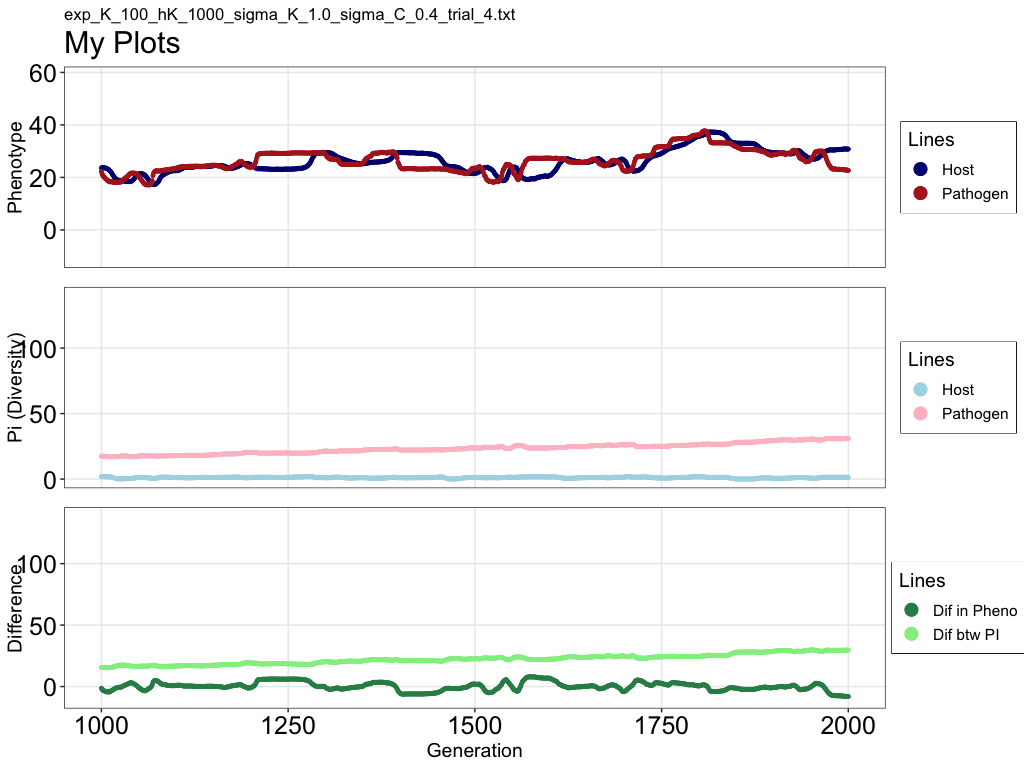 exp_K_100_hK_1000_sigma_K_1.0_sigma_C_0.4_trial_4.txt
My Plots
Phenotype
60
40
20
0
Lines
Host
Pathogen
Pi (Diversity)
100
50
0
Lines
Host
Pathogen
Difference
100
50
0
Lines
Dif in Pheno
Dif btw PI
1000 1250 1500 1750 2000
Generation